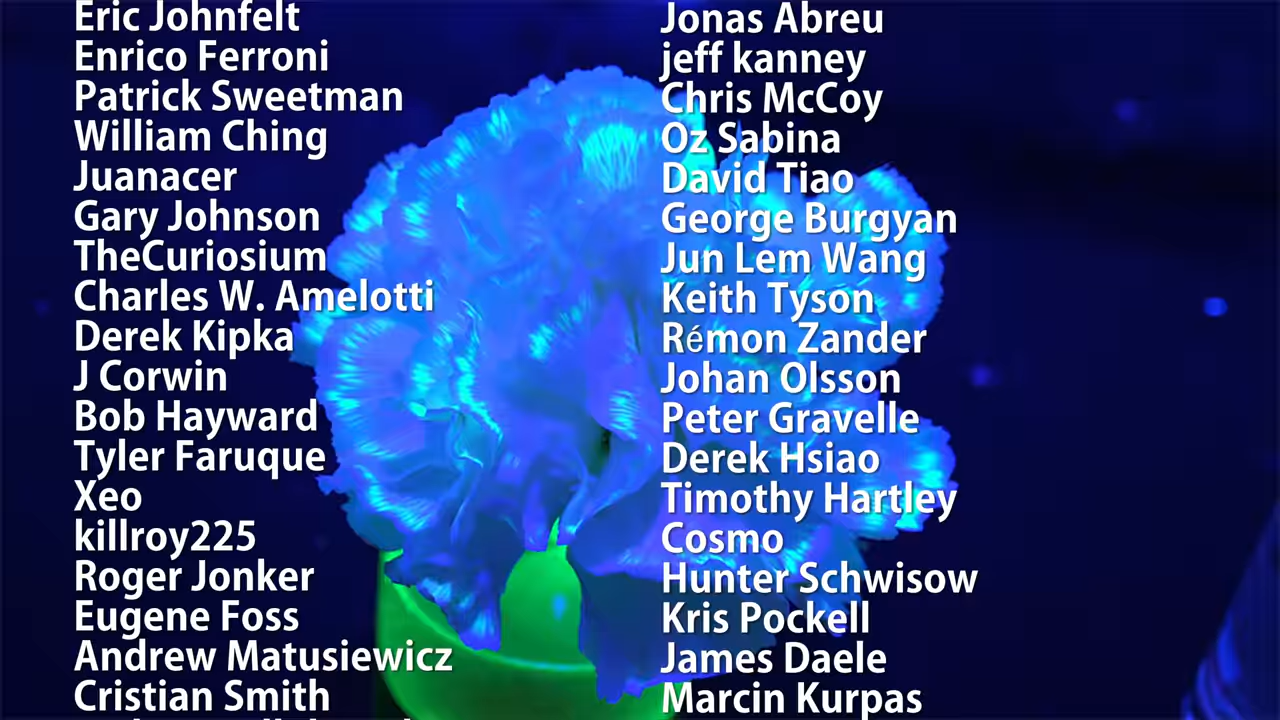 Eric Johnfelt
Enrico Ferroni
Patrick Sweetman
William Ching
Juanacer
Gary Johnson
TheCuriosium
Charles W. Amelotti
Derek Kipka
J Corwin
Bob Hayward
Tyler Faruque
Xeo
killroy225
Roger Jonker
Eugene Foss
Andrew Matusiewicz
Cristian Smith
Jonas Abreu
jeff kanney
Chris McCoy
Oz Sabina
David Tiao
George Burgyan
Jun Lem Wang
Keith Tyson
Rémon Zander
Johan Olsson
Peter Gravelle
Derek Hsiao
Timothy Hartley
Cosmo
Hunter Schwisow
Kris Pockell
James Daele
Marcin Kurpas